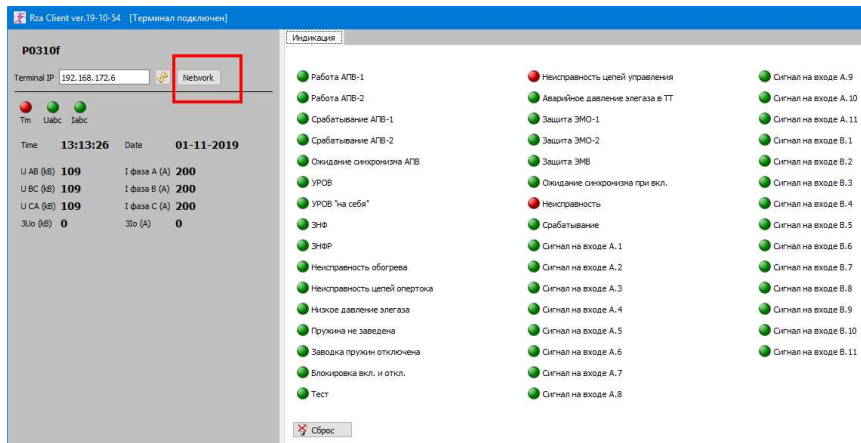 Rza Client ver.19-10-54 [Терминал подключен]
P0310f
Terminal IP 192.168.172.6 Network
Tm Uabc Iabc
Time 13:13:26 Date 01-11-2019
U AB (kB) 109 I фаза A (A) 200
U BC (kB) 109 I фаза B (A) 200
U CA (kB) 109 I фаза C (A) 200
3Uo (kB) 0 3Io (A) 0
Индикация
Работа АПВ-1
Работа АПВ-2
Срабатывание АПВ-1
Срабатывание АПВ-2
Ожидание синхронизма АПВ
УРОВ
УРОВ "на себя"
ЗНФ
ЗНФР
Неисправность обогрева
Неисправность цепей опертока
Низкое давление элегаза
Пружина не заведена
Заводка пружин отключена
Блокировка вкл. и откл.
Тест
Неисправность цепей управления
Аварийное давление элегаза в ТТ
Защита ЭМО-1
Защита ЭМО-2
Защита ЭМВ
Ожидание синхронизма при вкл.
Неисправность
Срабатывание
Сигнал на входе A.1
Сигнал на входе A.2
Сигнал на входе A.3
Сигнал на входе A.4
Сигнал на входе A.5
Сигнал на входе A.6
Сигнал на входе A.7
Сигнал на входе A.8
Сигнал на входе A.9
Сигнал на входе A.10
Сигнал на входе A.11
Сигнал на входе B.1
Сигнал на входе B.2
Сигнал на входе B.3
Сигнал на входе B.4
Сигнал на входе B.5
Сигнал на входе B.6
Сигнал на входе B.7
Сигнал на входе B.8
Сигнал на входе B.9
Сигнал на входе B.10
Сигнал на входе B.11
Сброс